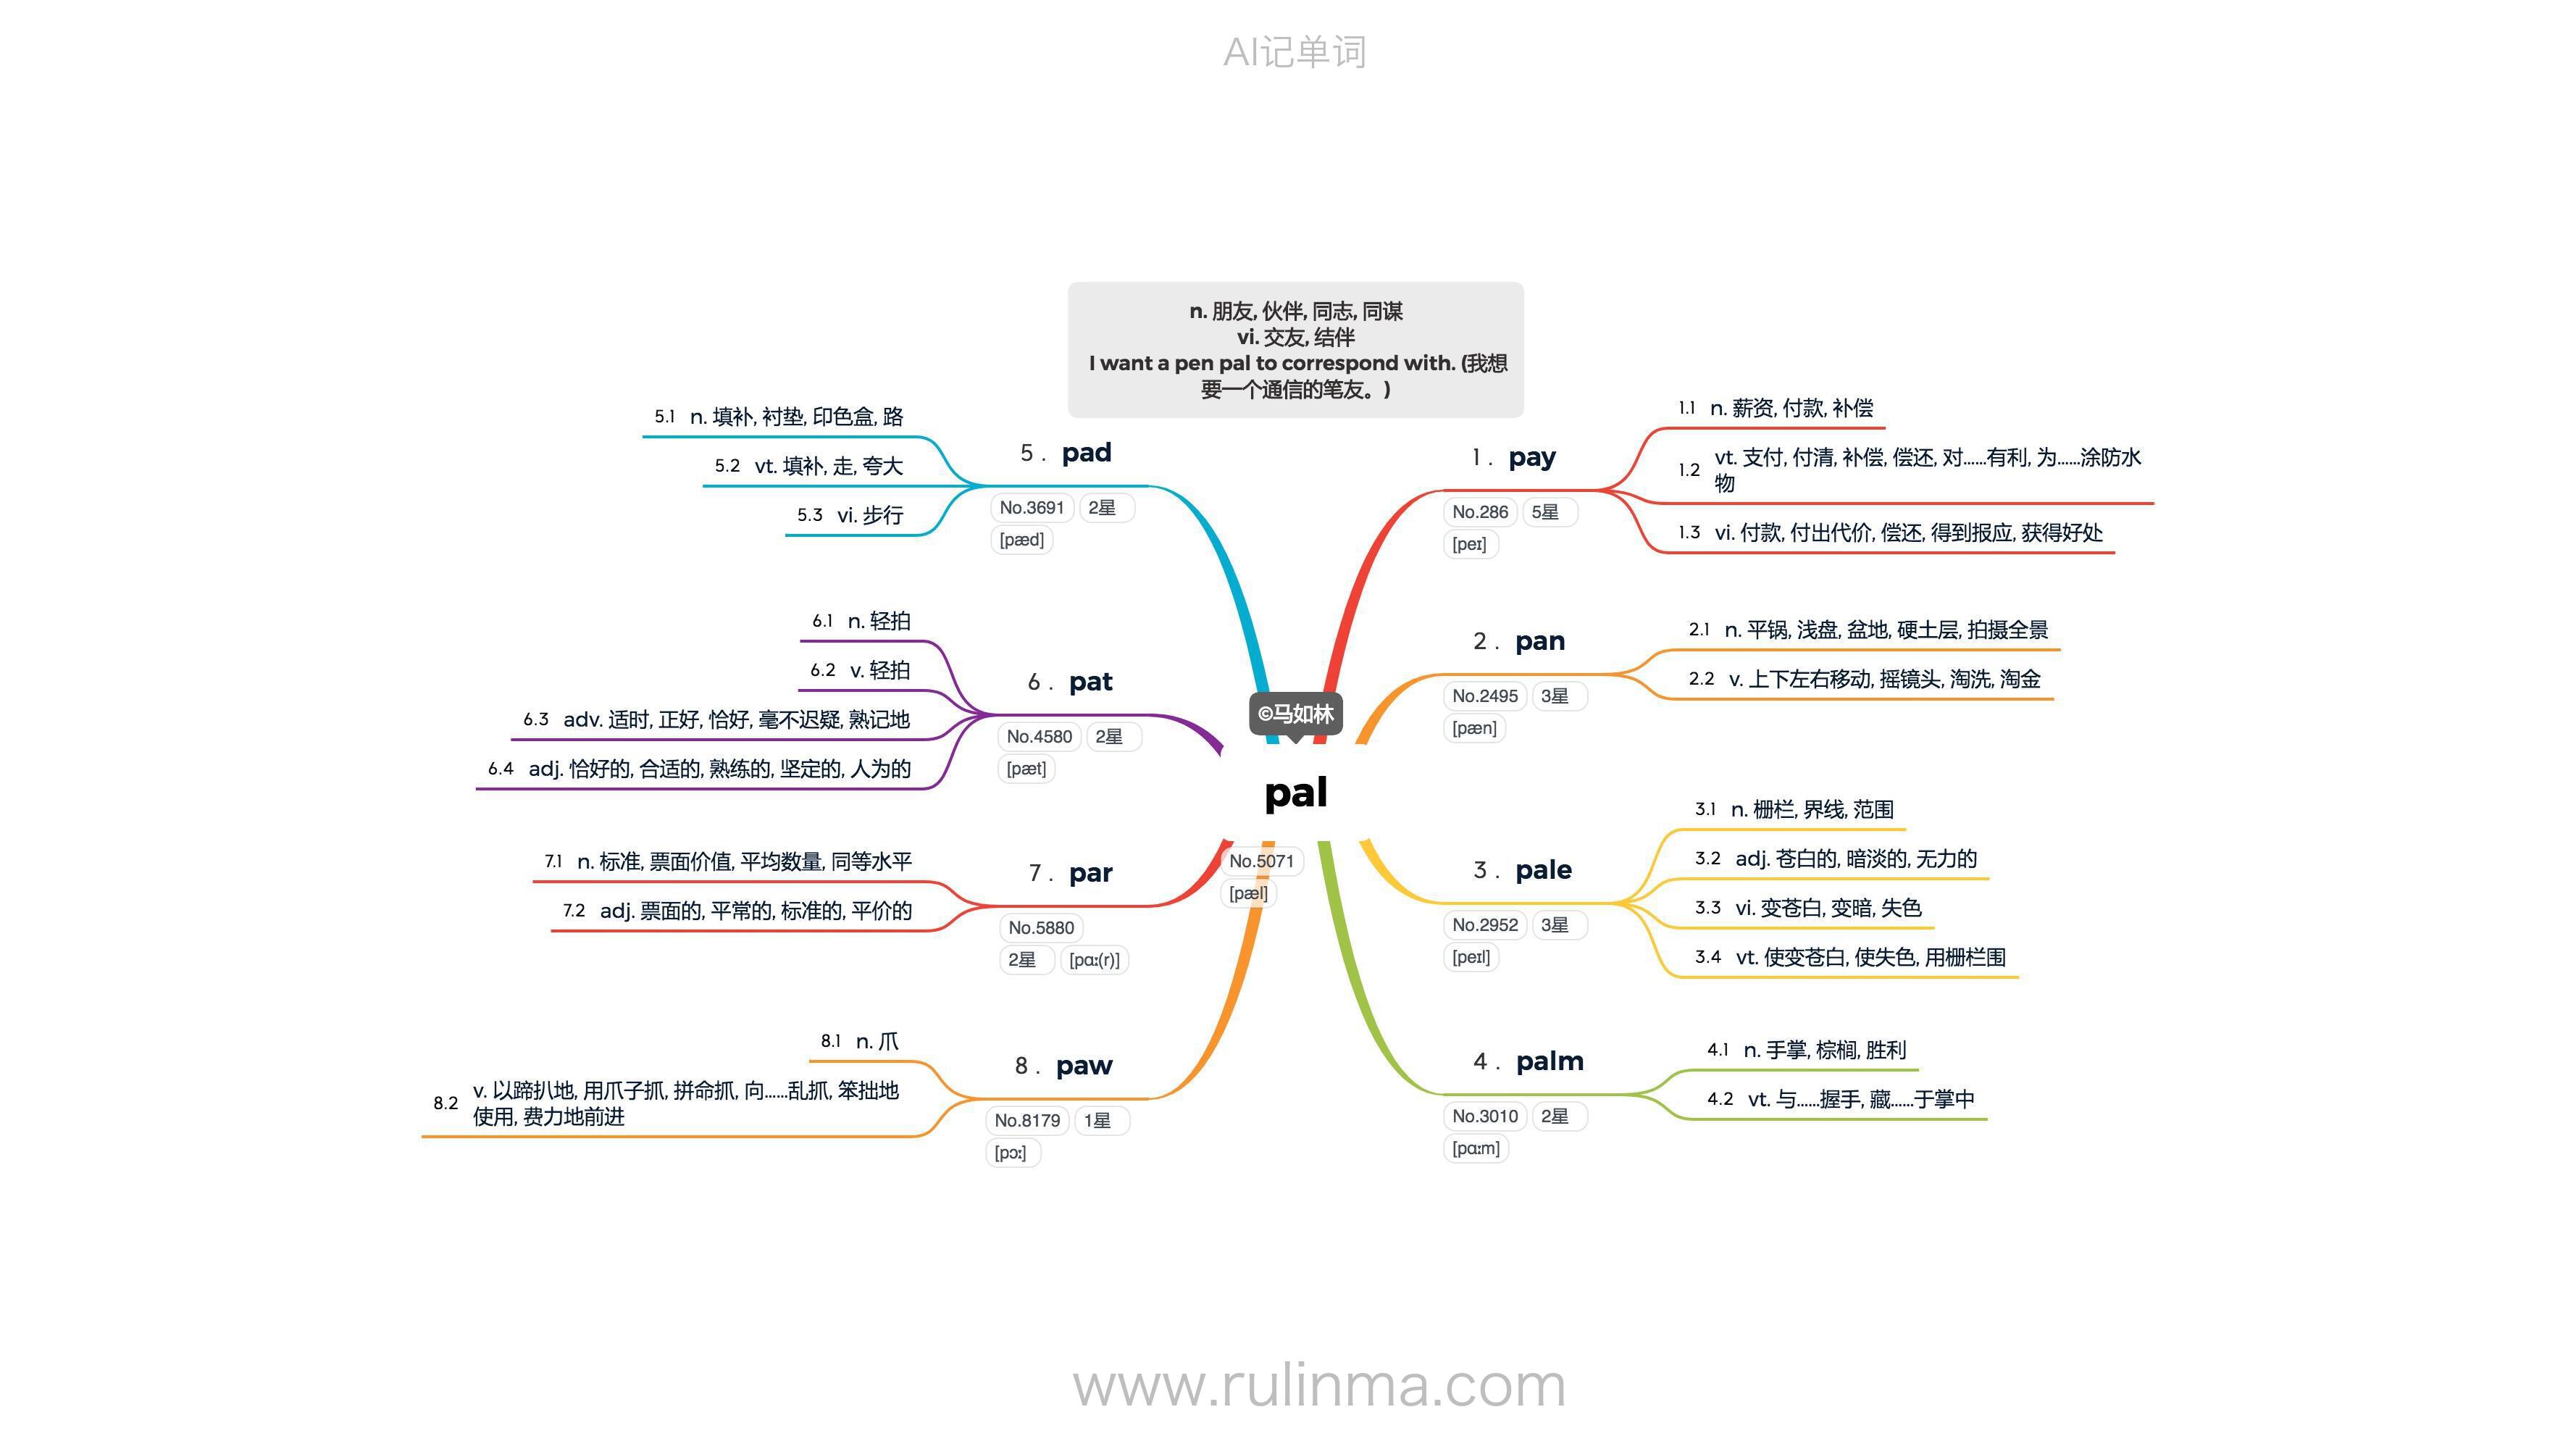 AI记单词
n. 朋友, 伙伴, 同志, 同谋
vi. 交友, 结伴
I want a pen pal to correspond with. (我想
要一个通信的笔友。)
©马如林
pal
No.5071
[pæl]
1. pay
No.286 5星
[peɪ]
1.1 n. 薪资, 付款, 补偿
1.2 vt. 支付, 付清, 补偿, 偿还, 对……有利, 为……涂防水
物
1.3 vi. 付款, 付出代价, 偿还, 得到报应, 获得好处
2. pan
No.2495 3星
[pæn]
2.1 n. 平锅, 浅盘, 盆地, 硬土层, 拍摄全景
2.2 v. 上下左右移动, 摇镜头, 淘洗, 淘金
3. pale
No.2952 3星
[peɪl]
3.1 n. 栅栏, 界线, 范围
3.2 adj. 苍白的, 暗淡的, 无力的
3.3 vi. 变苍白, 变暗, 失色
3.4 vt. 使变苍白, 使失色, 用栅栏围
4. palm
No.3010 2星
[pɑːm]
4.1 n. 手掌, 棕榈, 胜利
4.2 vt. 与……握手, 藏……于掌中
5. pad
No.3691 2星
[pæd]
5.1 n. 填补, 衬垫, 印色盒, 路
5.2 vt. 填补, 走, 夸大
5.3 vi. 步行
6. pat
No.4580 2星
[pæt]
6.1 n. 轻拍
6.2 v. 轻拍
6.3 adv. 适时, 正好, 恰好, 毫不迟疑, 熟记地
6.4 adj. 恰好的, 合适的, 熟练的, 坚定的, 人为的
7. par
No.5880
2星 [pɑː(r)]
7.1 n. 标准, 票面价值, 平均数量, 同等水平
7.2 adj. 票面的, 平常的, 标准的, 平价的
8. paw
No.8179 1星
[pɔː]
8.1 n. 爪
8.2 v. 以蹄扒地, 用爪子抓, 拼命抓, 向……乱抓, 笨拙地
使用, 费力地前进
www.rulinma.com